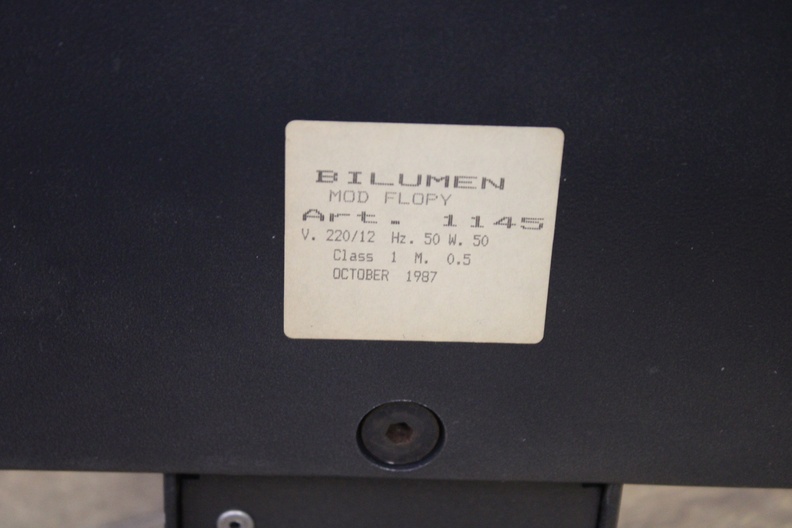 BILUMEN
MOD FLOPY
Art. 1145
V. 220/12 Hz. 50 W. 50
Class 1 M. 0.5
OCTOBER 1987